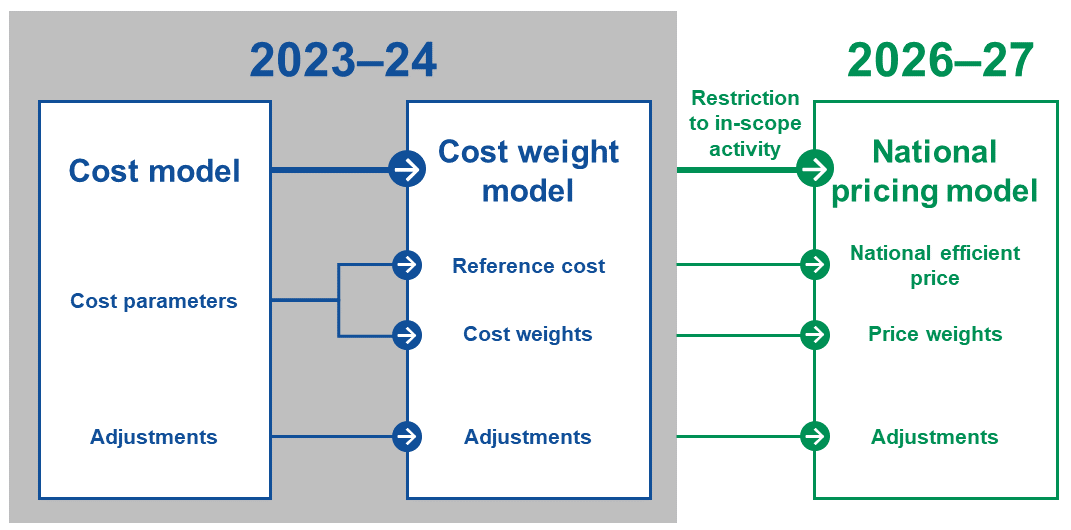 2023–24
2026–27
Cost model
Cost parameters
Adjustments
Cost weight
model
Reference cost
Cost weights
Adjustments
Restriction
to in-scope
activity
National
pricing model
National efficient
price
Price weights
Adjustments